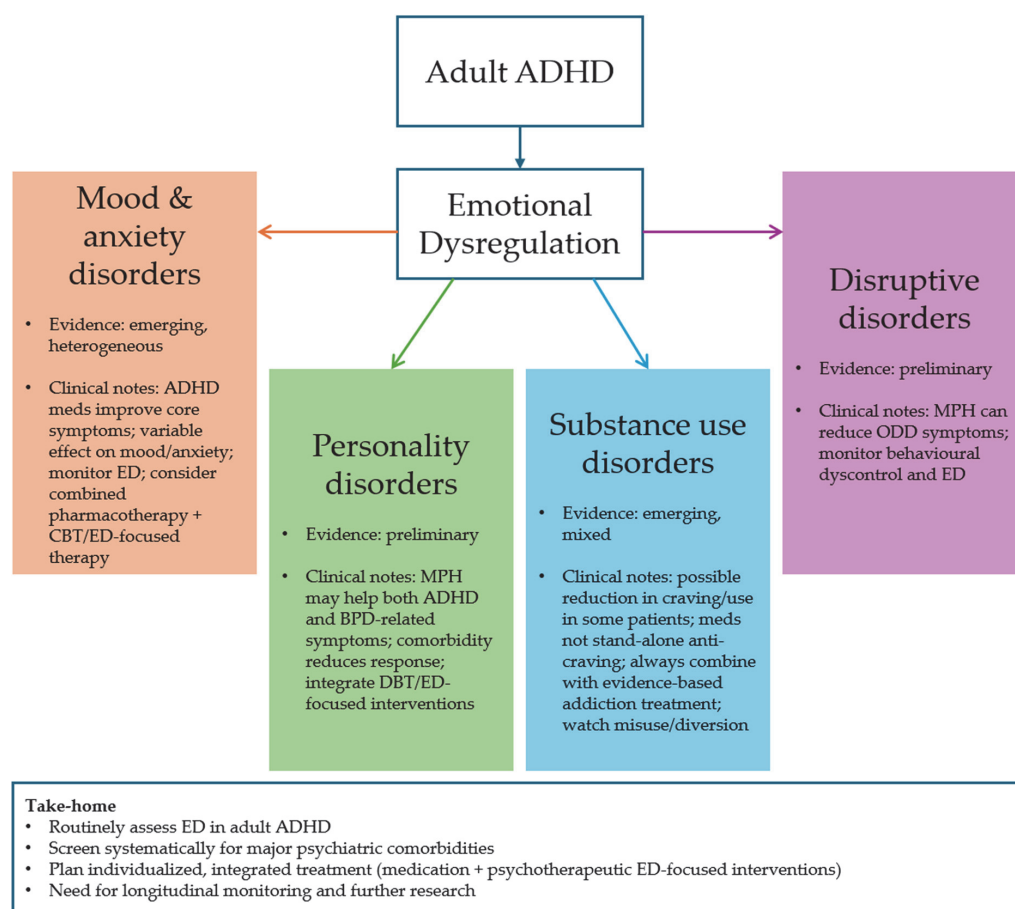 Adult ADHD
Emotional
Dysregulation
Mood &
anxiety
disorders
• Evidence: emerging,
heterogeneous
• Clinical notes: ADHD
meds improve core
symptoms; variable
effect on mood/anxiety;
monitor ED; consider
combined
pharmacotherapy +
CBT/ED-focused
therapy
Personality
disorders
• Evidence: preliminary
• Clinical notes: MPH
may help both ADHD
and BPD-related
symptoms; comorbidity
reduces response;
integrate DBT/ED-
focused interventions
Substance use
disorders
• Evidence: emerging,
mixed
• Clinical notes: possible
reduction in craving/use
in some patients; meds
not stand-alone anti-
craving; always combine
with evidence-based
addiction treatment;
watch misuse/diversion
Disruptive
disorders
• Evidence: preliminary
• Clinical notes: MPH can
reduce ODD symptoms;
monitor behavioural
dyscontrol and ED
Take-home
• Routinely assess ED in adult ADHD
• Screen systematically for major psychiatric comorbidities
• Plan individualized, integrated treatment (medication + psychotherapeutic ED-focused interventions)
• Need for longitudinal monitoring and further research